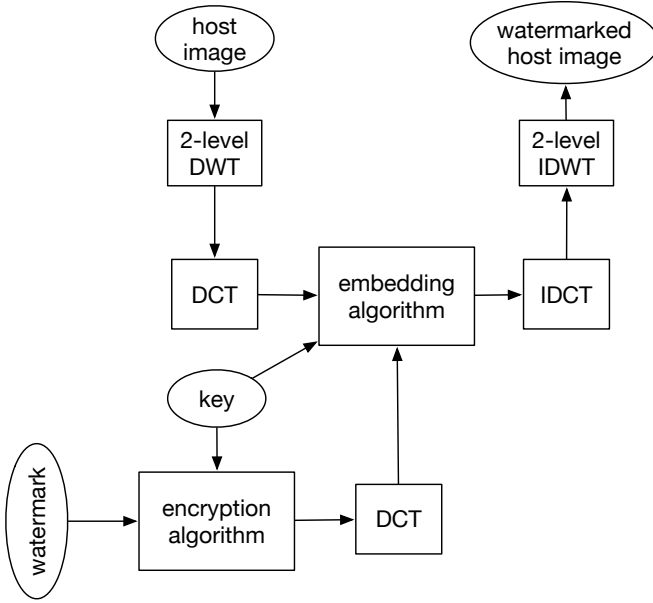 host
image
watermarked
host image
2-level
DWT
2-level
IDWT
DCT
embedding
algorithm
IDCT
key
watermark
encryption
algorithm
DCT